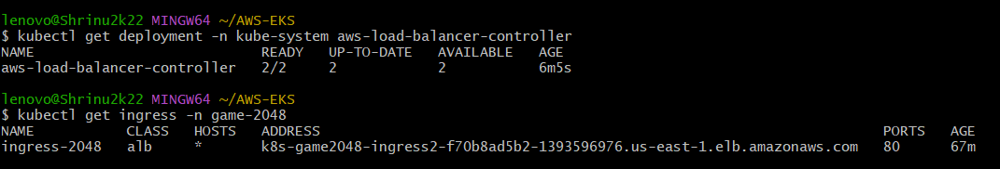 lenovo@Shrinu2k22 MINGW64 ~/AWS-EKS
$ kubectl get deployment -n kube-system aws-load-balancer-controller
NAME READY UP-TO-DATE AVAILABLE AGE
aws-load-balancer-controller 2/2 2 2 6m5s
lenovo@Shrinu2k22 MINGW64 ~/AWS-EKS
$ kubectl get ingress -n game-2048
NAME CLASS HOSTS ADDRESS PORTS AGE
ingress-2048 alb * k8s-game2048-ingress2-f70b8ad5b2-1393596976.us-east-1.elb.amazonaws.com 80 67m